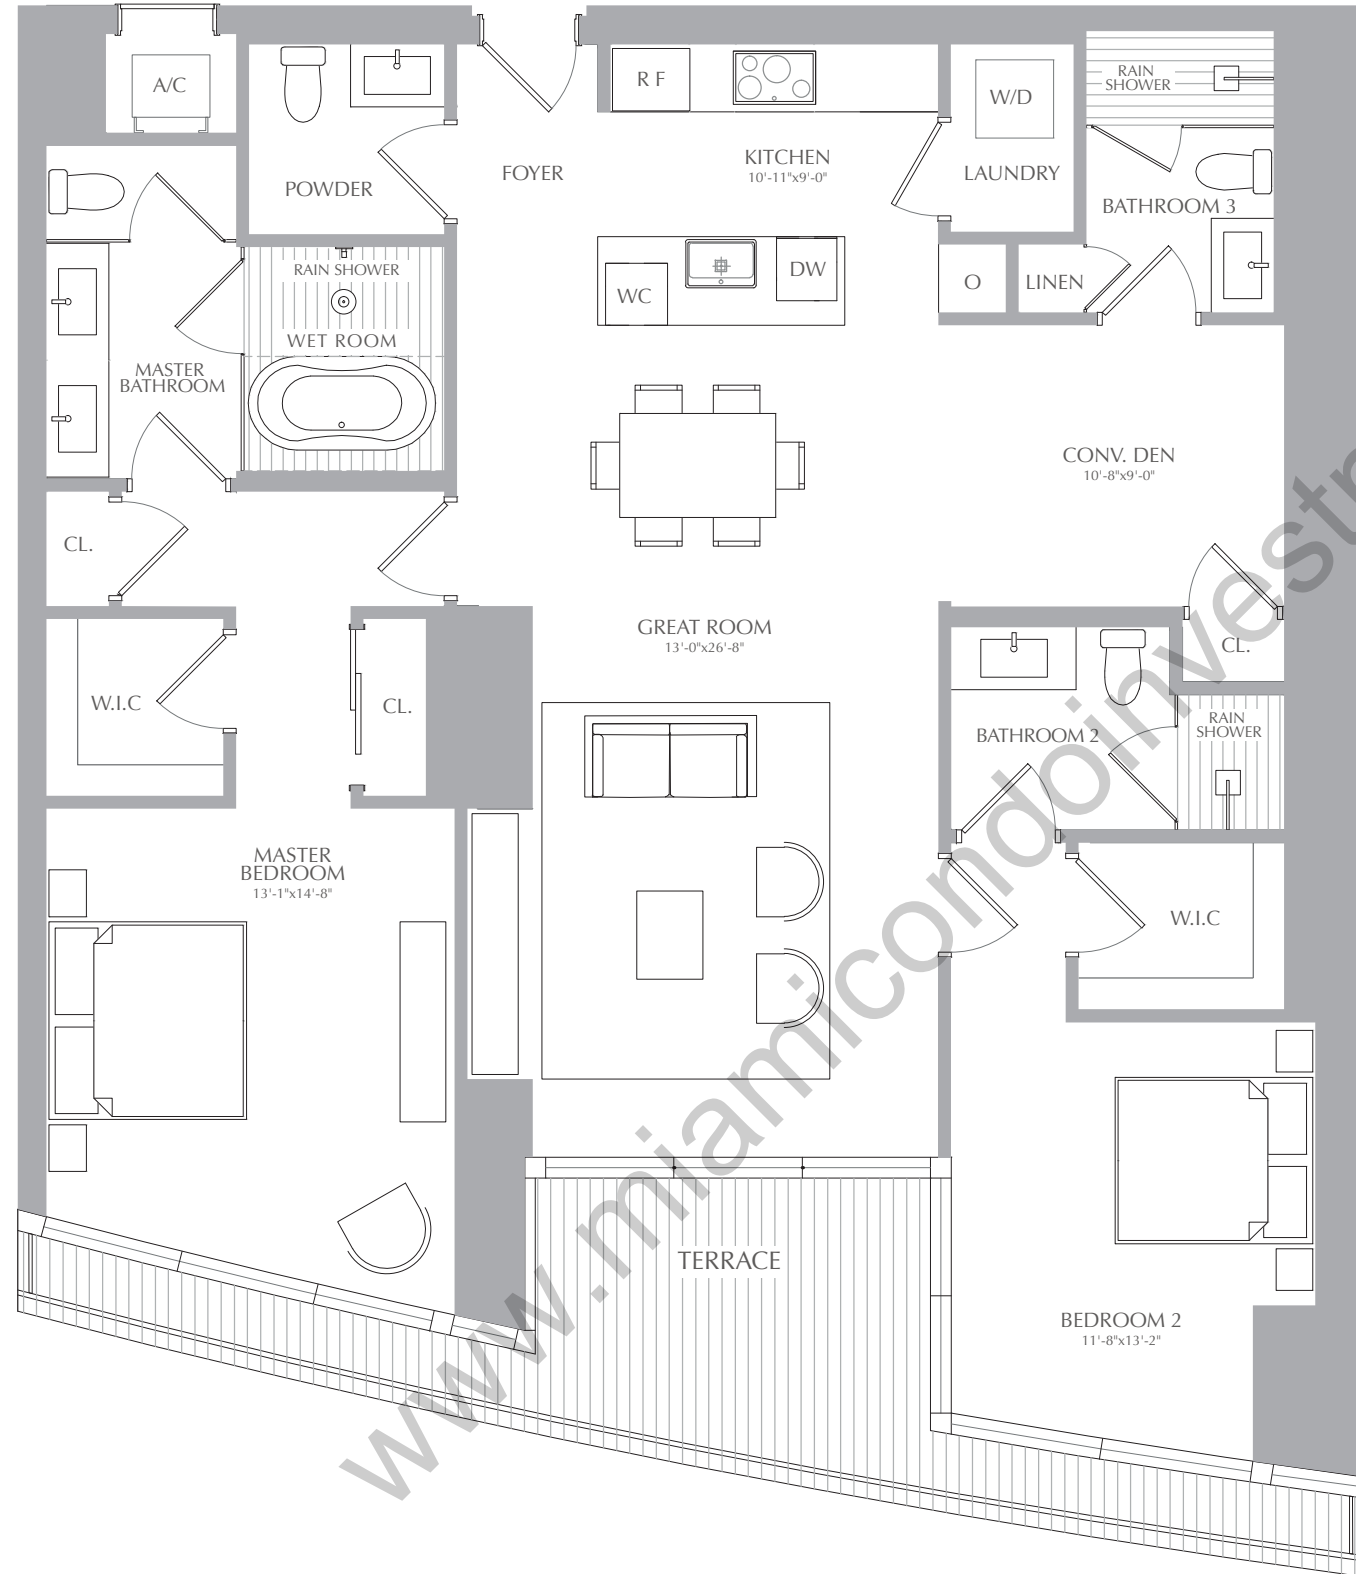 A/C
POWDER
FOYER
R F
KITCHEN
10'-11"x9'-0"
W/D
LAUNDRY
RAIN
SHOWER
BATHROOM 3
RAIN SHOWER
WET ROOM
MASTER
BATHROOM
WC
DW
O
LINEN
CONV. DEN
10'-8"x9'-0"
CL.
GREAT ROOM
13'-0"x26'-8"
CL.
W.I.C
CL.
BATHROOM 2
RAIN
SHOWER
MASTER
BEDROOM
13'-1"x14'-8"
W.I.C
TERRACE
BEDROOM 2
11'-8"x13'-2"
www.miamicondoinvestm